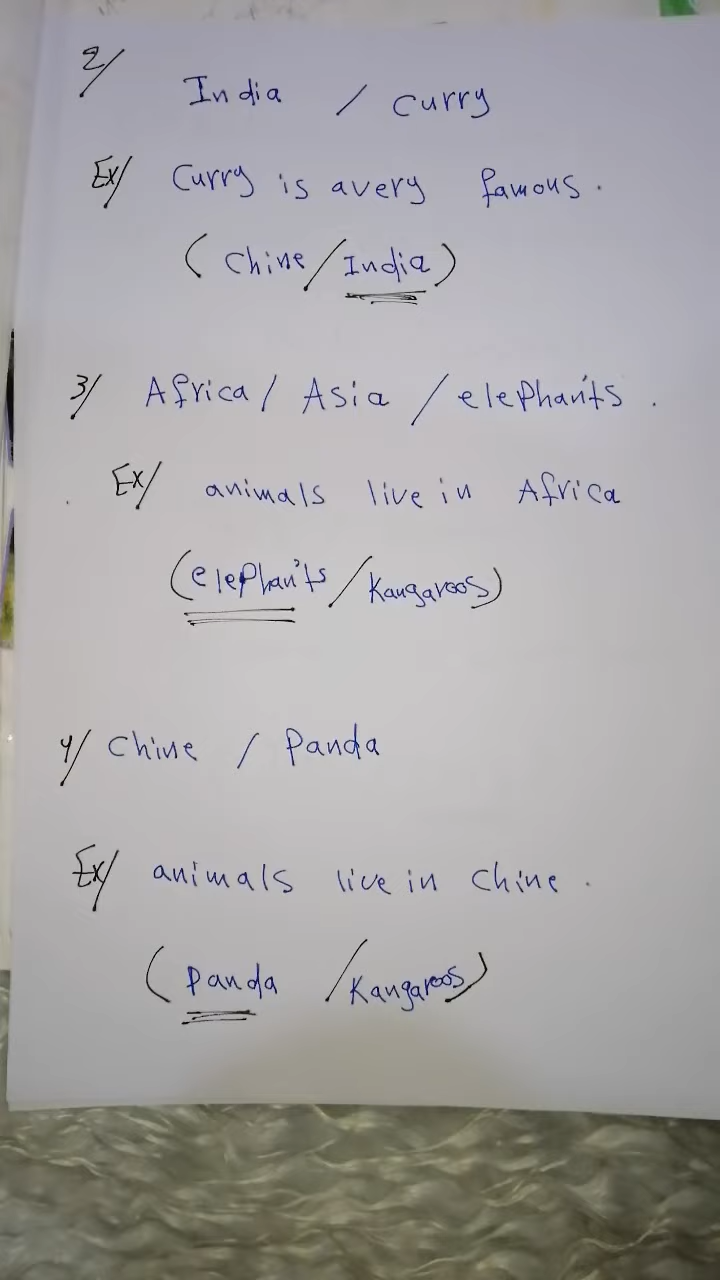 2/ India / Curry
Ex/ Curry is avery famous.
(Chine/India)
3/ Africa/ Asia / elephants.
Ex/ animals live in Africa
(elephants/Kangaroos)
4/ Chine / Panda
Ex/ animals live in Chine.
(Panda /Kangaroos)